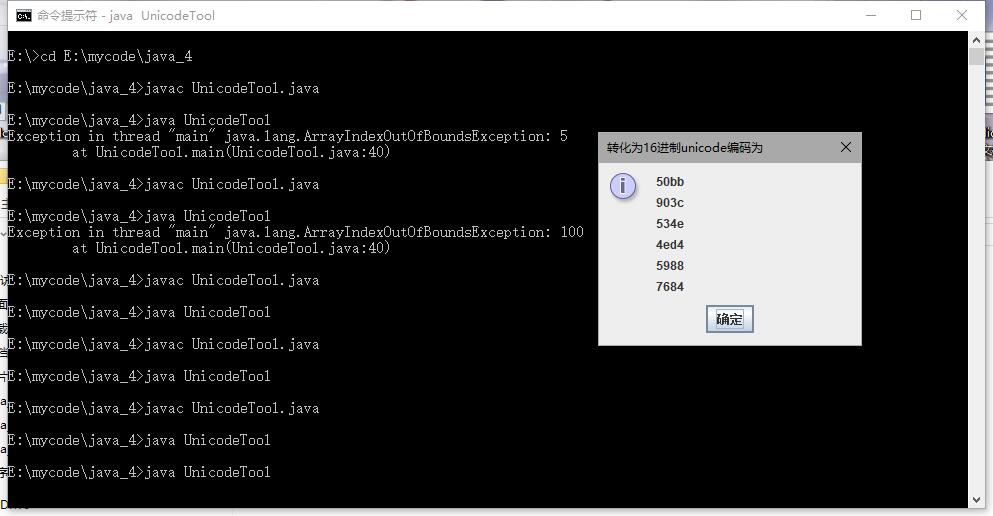 命令提示符 - java  UnicodeTool
E:\>cd E:\mycode\java_4
E:\mycode\java_4>javac UnicodeTool.java
E:\mycode\java_4>java UnicodeTool
Exception in thread "main" java.lang.ArrayIndexOutOfBoundsException: 5
        at UnicodeTool.main(UnicodeTool.java:40)
E:\mycode\java_4>javac UnicodeTool.java
E:\mycode\java_4>java UnicodeTool
Exception in thread "main" java.lang.ArrayIndexOutOfBoundsException: 100
        at UnicodeTool.main(UnicodeTool.java:40)
E:\mycode\java_4>javac UnicodeTool.java
E:\mycode\java_4>java UnicodeTool
E:\mycode\java_4>javac UnicodeTool.java
E:\mycode\java_4>java UnicodeTool
E:\mycode\java_4>javac UnicodeTool.java
E:\mycode\java_4>java UnicodeTool
E:\mycode\java_4>java UnicodeTool
转化为16进制unicode编码为
50bb
903c
534e
4ed4
5988
7684
确定